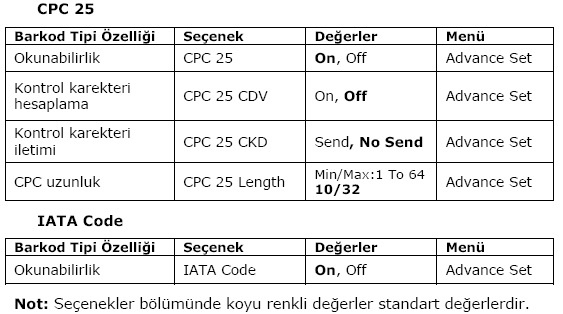 CPC 25
Barkod Tipi Özelliği Seçenek Değerler Menü
Okunabilirlik CPC 25 On, Off Advance Set
Kontrol karekteri
hesaplama CPC 25 CDV On, Off Advance Set
Kontrol karekteri
iletimi CPC 25 CKD Send, No Send Advance Set
CPC uzunluk CPC 25 Length Min/Max:1 To 64 Advance Set
10/32
IATA Code
Barkod Tipi Özelliği Seçenek Değerler Menü
Okunabilirlik IATA Code On, Off Advance Set
Not: Seçenekler bölümünde koyu renkli değerler standart değerlerdir.